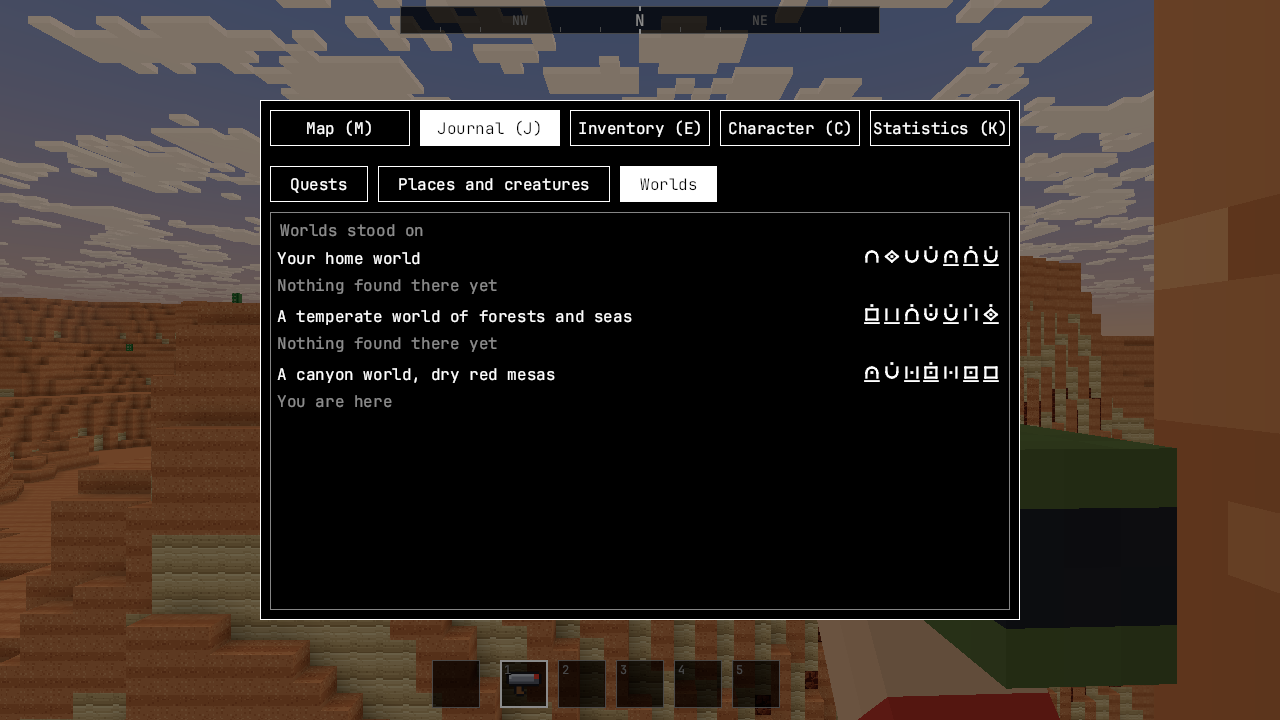 NW N NE
Map (M) Journal (J) Inventory (E) Character (C) Statistics (K)
Quests Places and creatures Worlds
Worlds stood on
Your home world
Nothing found there yet
A temperate world of forests and seas
Nothing found there yet
A canyon world, dry red mesas
You are here
1 2 3 4 5